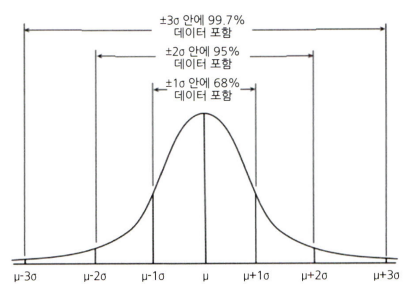 ±3σ 안에 99.7%
데이터 포함
±2σ 안에 95%
데이터 포함
±1σ 안에 68%
데이터 포함
μ-3σ μ-2σ μ-1σ μ μ+1σ μ+2σ μ+3σ